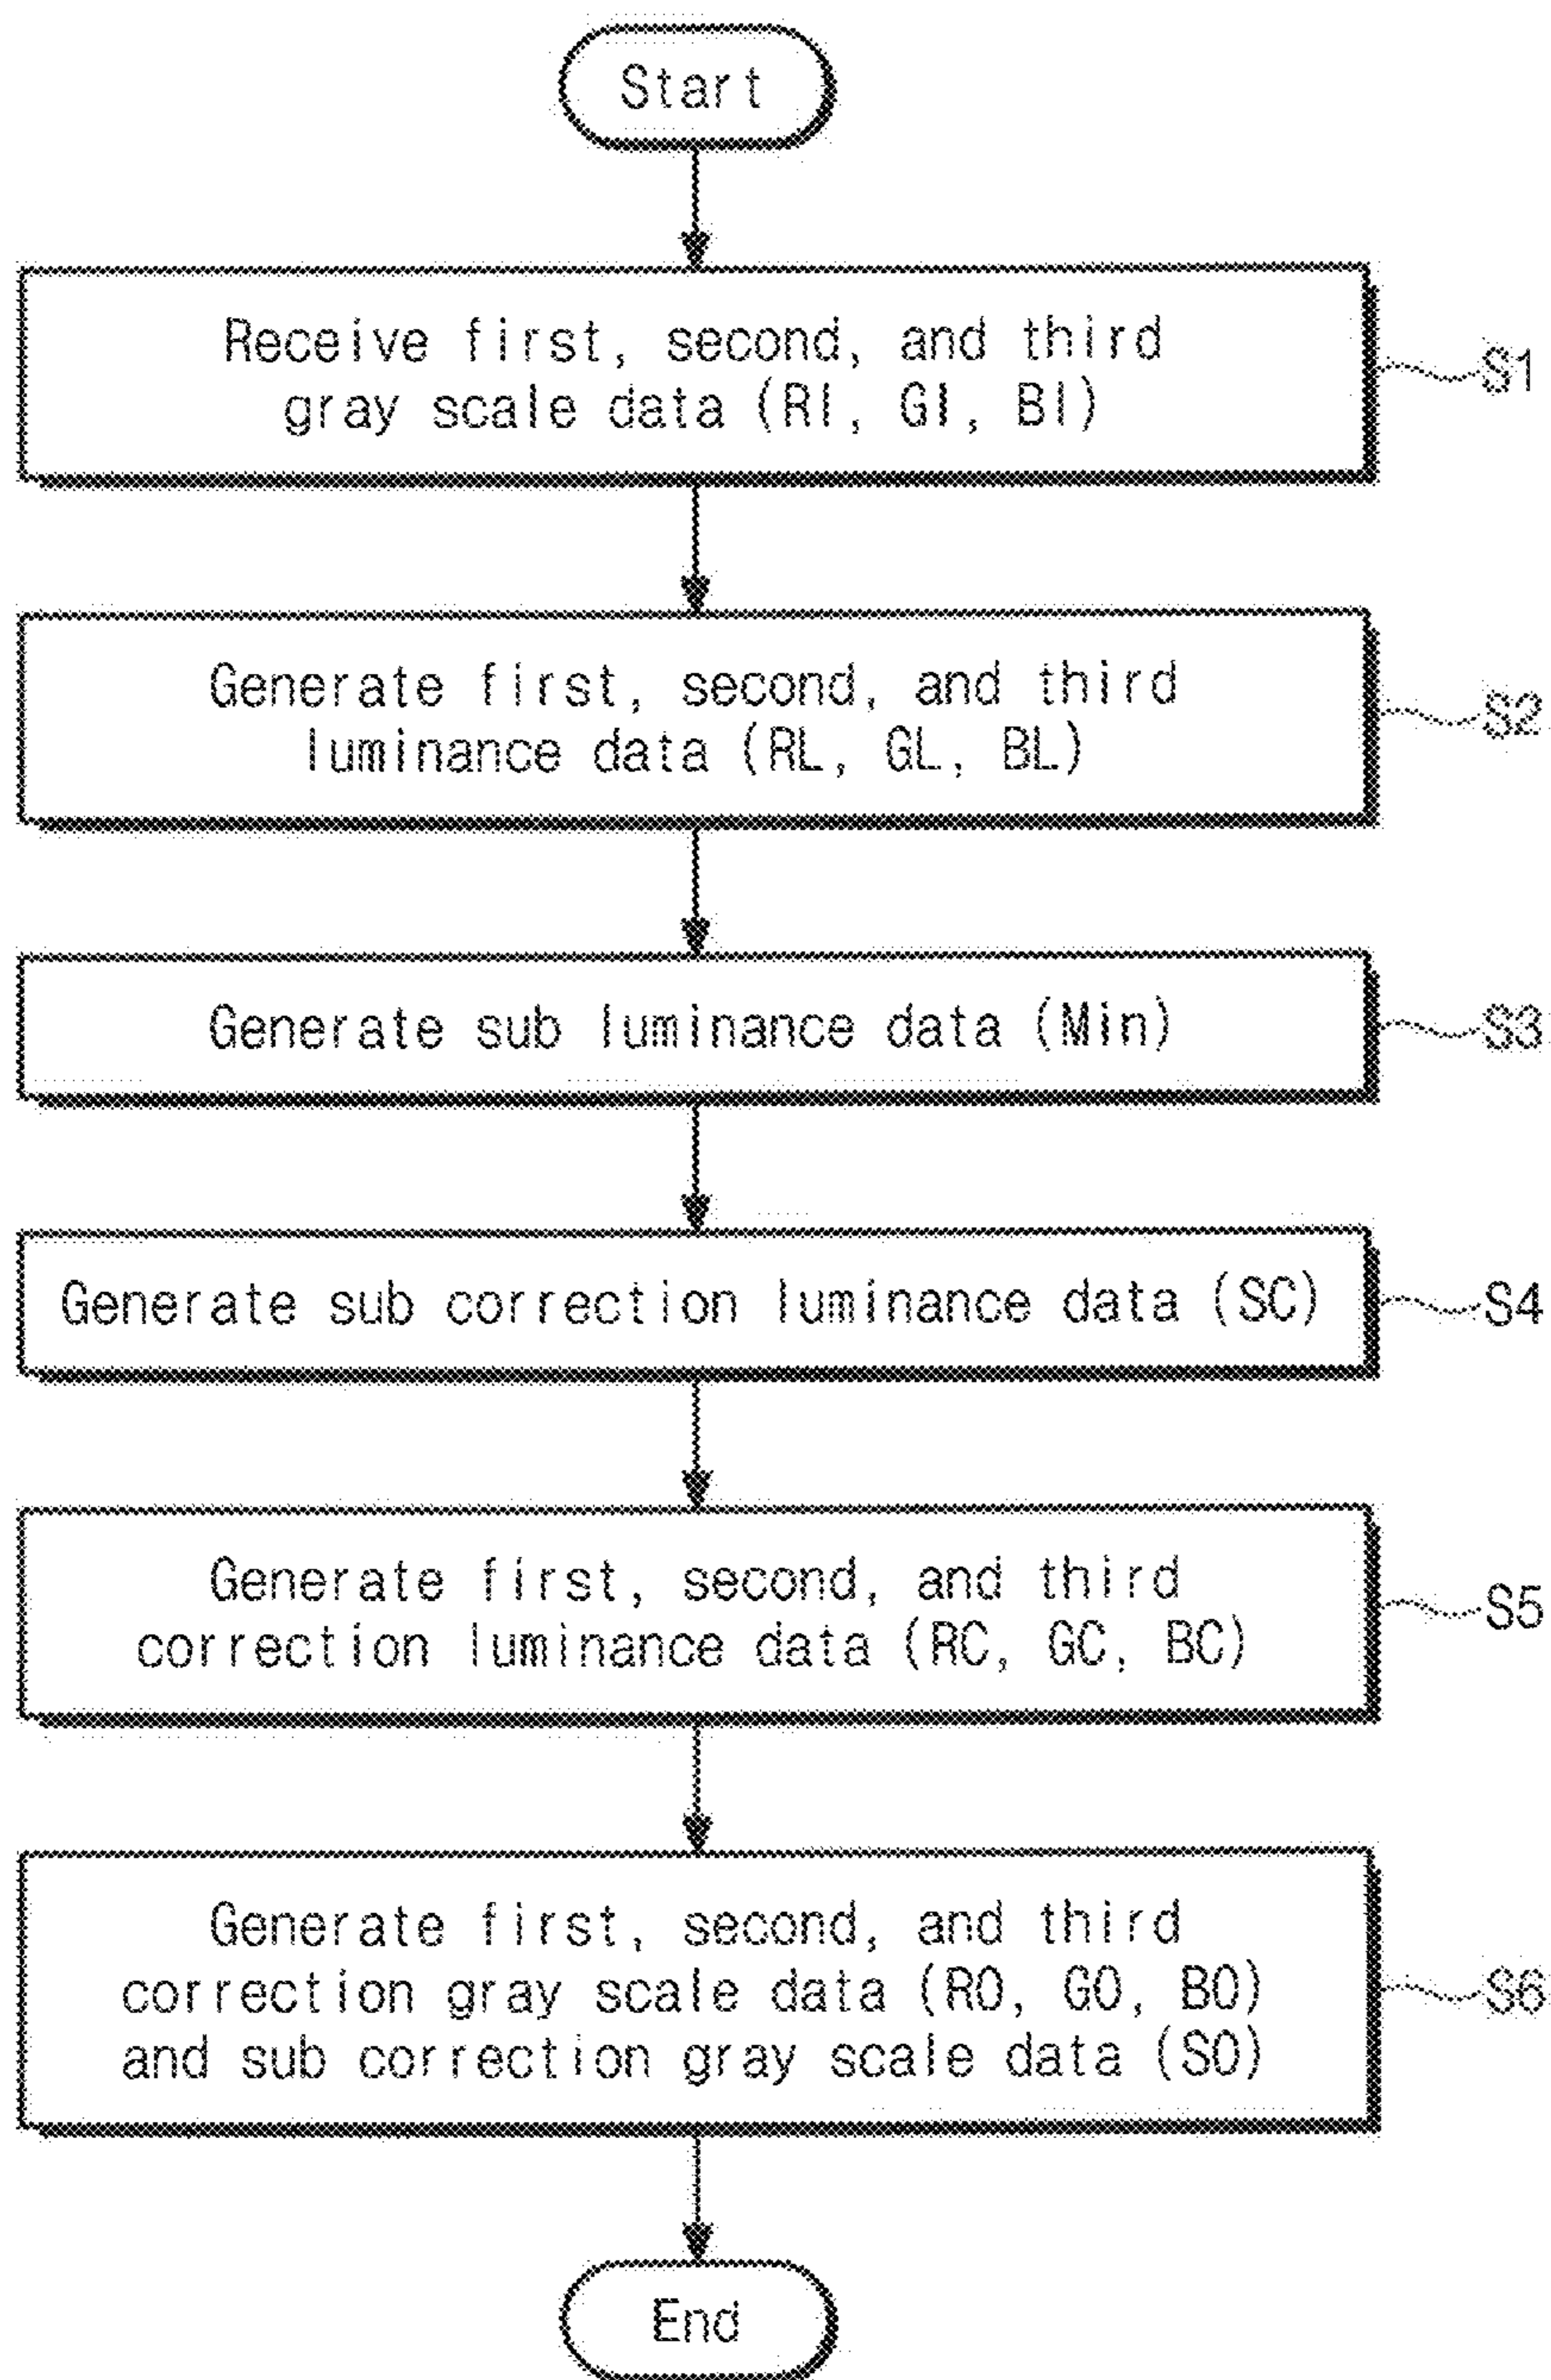 Start
Receive first, second, and third
gray scale data (RI, GI, BI)
S1
Generate first, second, and third
luminance data (RL, GL, BL)
S2
Generate sub luminance data (Min)
S3
Generate sub correction luminance data (SC)
S4
Generate first, second, and third
correction luminance data (RC, GC, BC)
S5
Generate first, second, and third
correction gray scale data (RO, GO, BO)
and sub correction gray scale data (SO)
S6
End